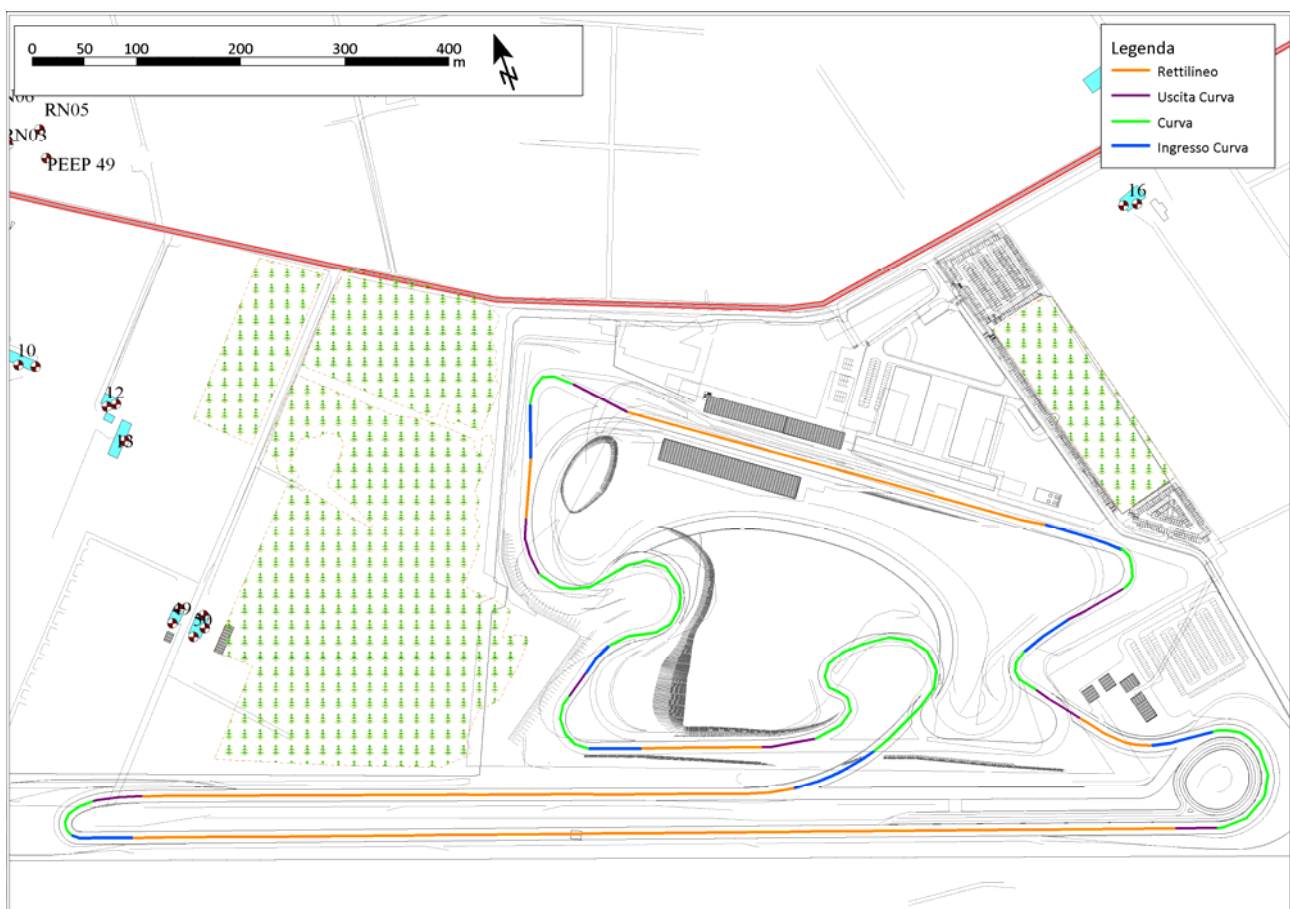 0 50 100 200 300 400
m
Legenda
Rettilineo
Uscita Curva
Curva
Ingresso Curva
RN05
RN03
PEEP 49
16
10
12